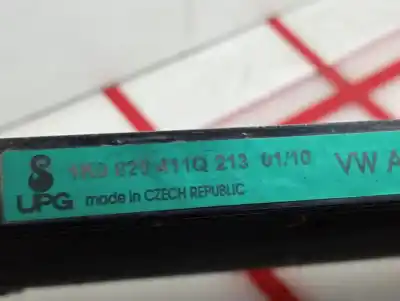 1K0 820 411Q 213 01/10 VW A
UPG made in CZECH REPUBLIC